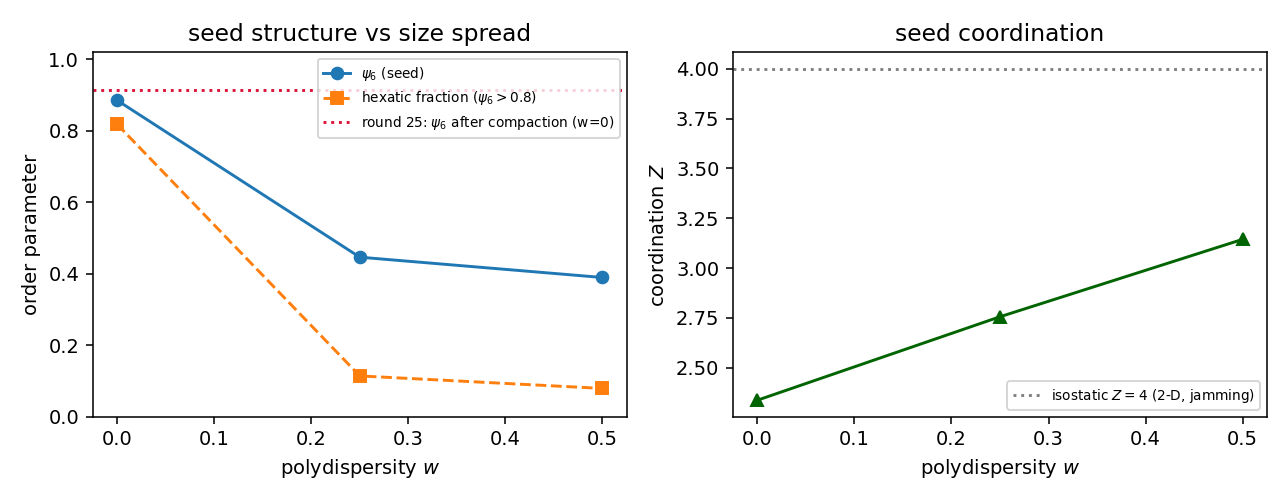 seed structure vs size spread
1.0
0.8
0.6
0.4
0.2
0.0
order parameter
ψ6 (seed)
hexatic fraction (ψ6 > 0.8)
round 25: ψ6 after compaction (w=0)
0.0 0.1 0.2 0.3 0.4 0.5
polydispersity w
seed coordination
4.00
3.75
3.50
3.25
3.00
2.75
2.50
coordination Z
isostatic Z = 4 (2-D, jamming)
0.0 0.1 0.2 0.3 0.4 0.5
polydispersity w